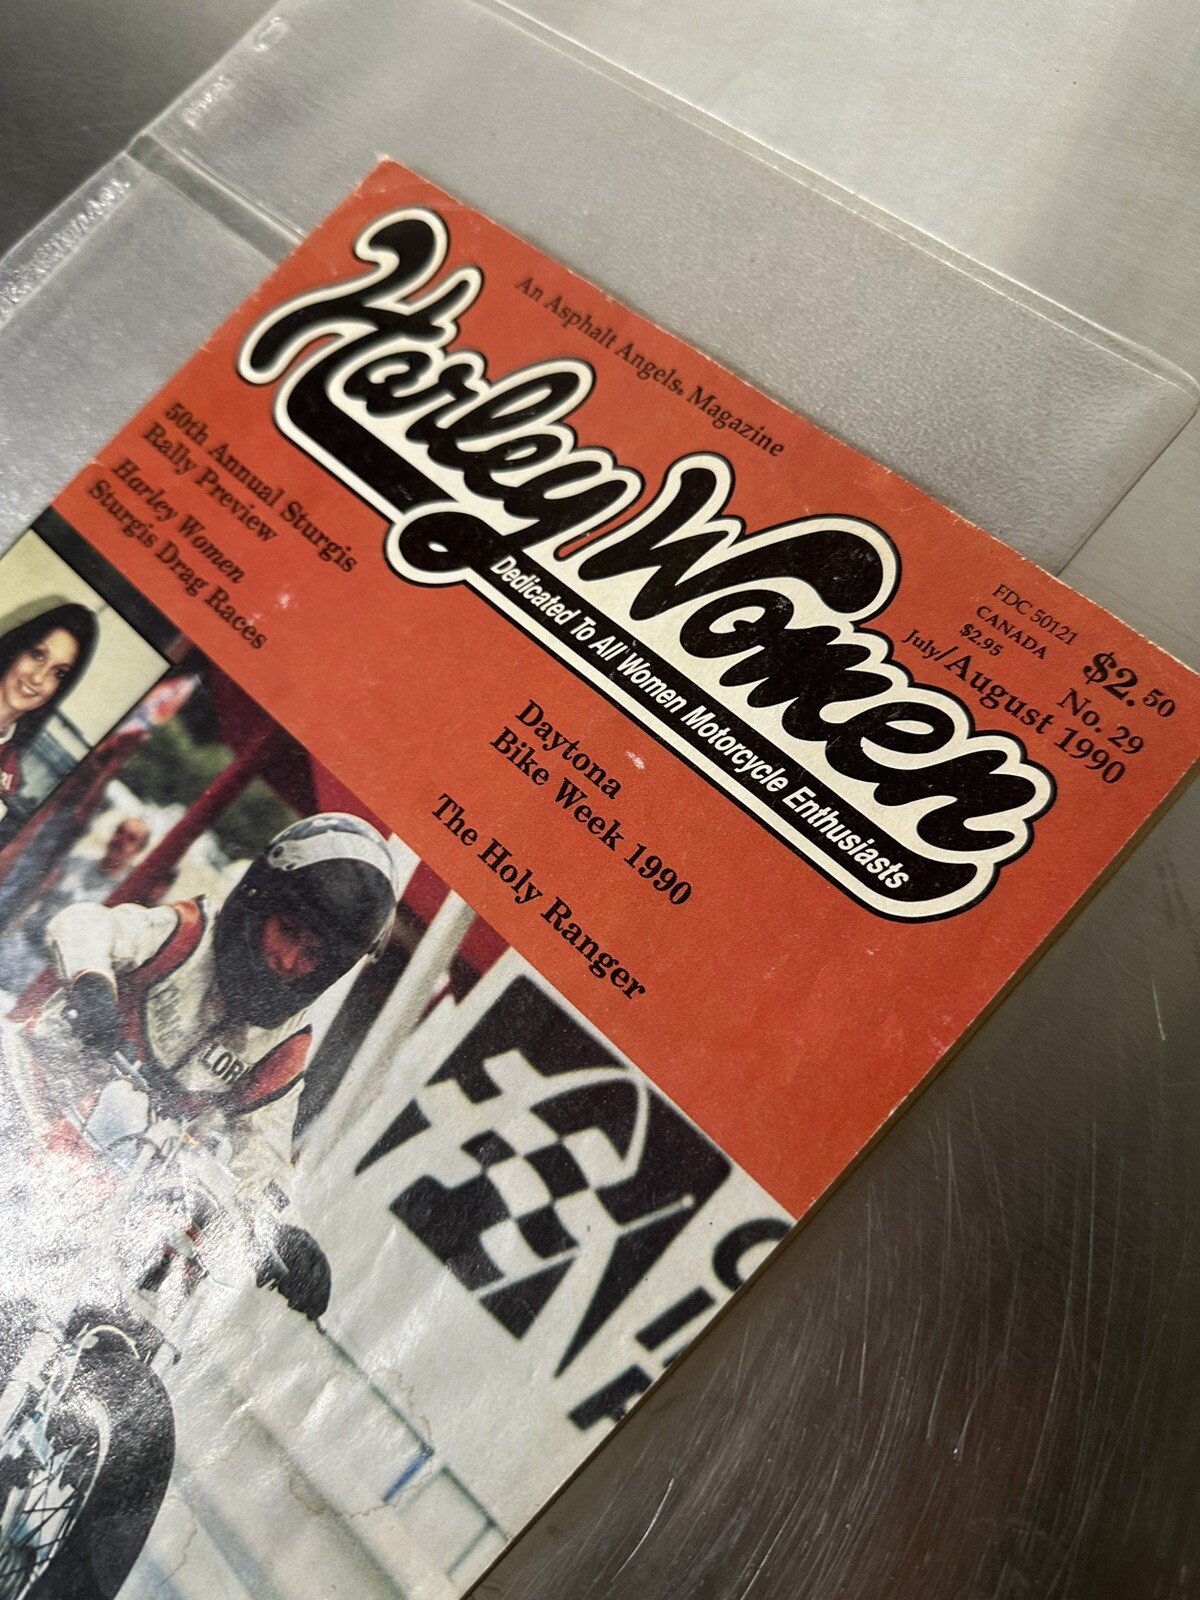 An Asphalt Angels® Magazine
Harley Women
Dedicated To All Women Motorcycle Enthusiasts
FDC 50121
CANADA
$2.95
$2.50
No. 29
July/August 1990
50th Annual Sturgis
Rally Preview
Harley Women
Sturgis Drag Races
Daytona
Bike Week 1990
The Holy Ranger